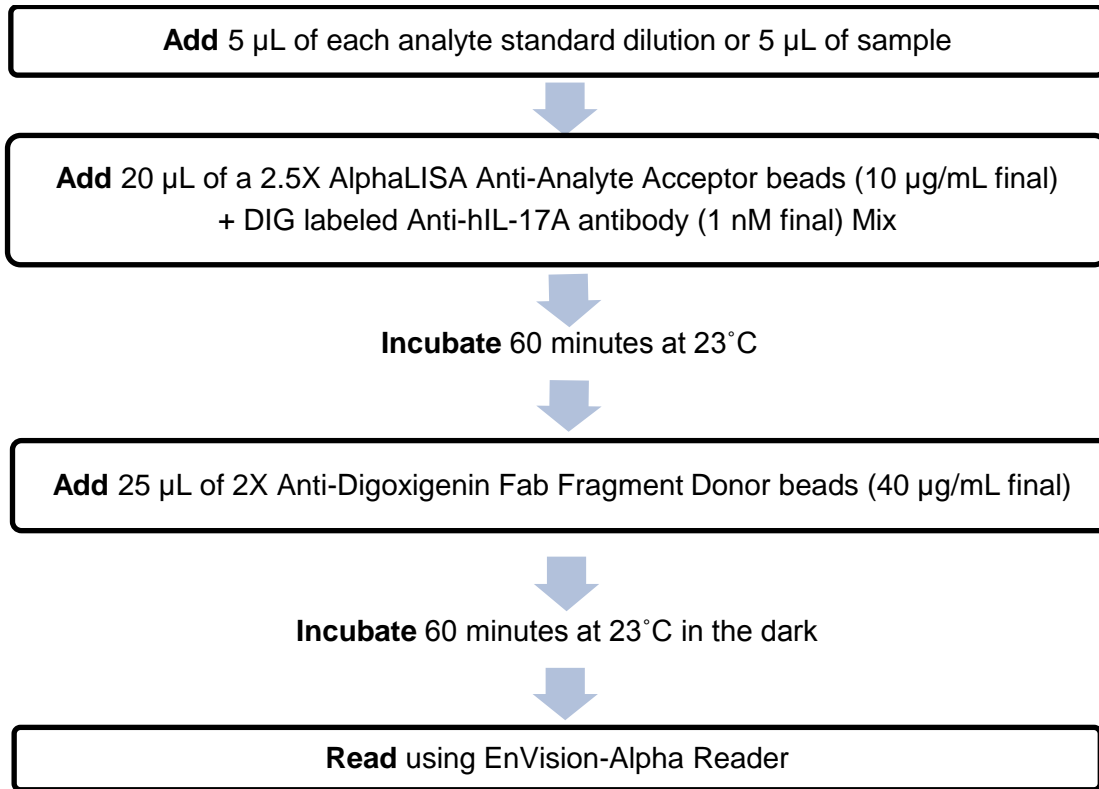 Add 5 µL of each analyte standard dilution or 5 µL of sample
Add 20 µL of a 2.5X AlphaLISA Anti-Analyte Acceptor beads (10 µg/mL final)
+ DIG labeled Anti-hIL-17A antibody (1 nM final) Mix
Incubate 60 minutes at 23˚C
Add 25 µL of 2X Anti-Digoxigenin Fab Fragment Donor beads (40 µg/mL final)
Incubate 60 minutes at 23˚C in the dark
Read using EnVision-Alpha Reader